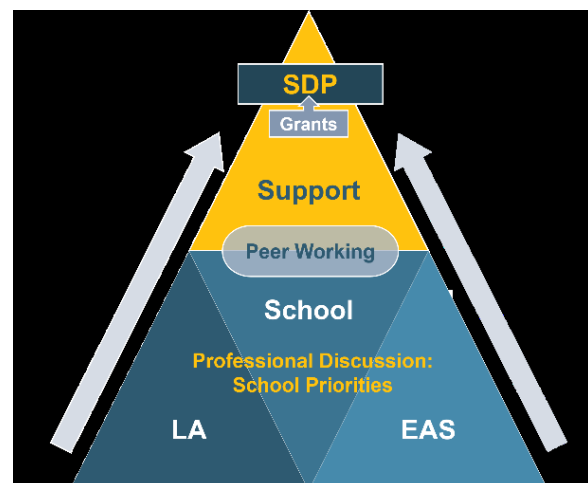 SDP
Grants
Support
Peer Working
School
Professional Discussion:
School Priorities
LA
EAS